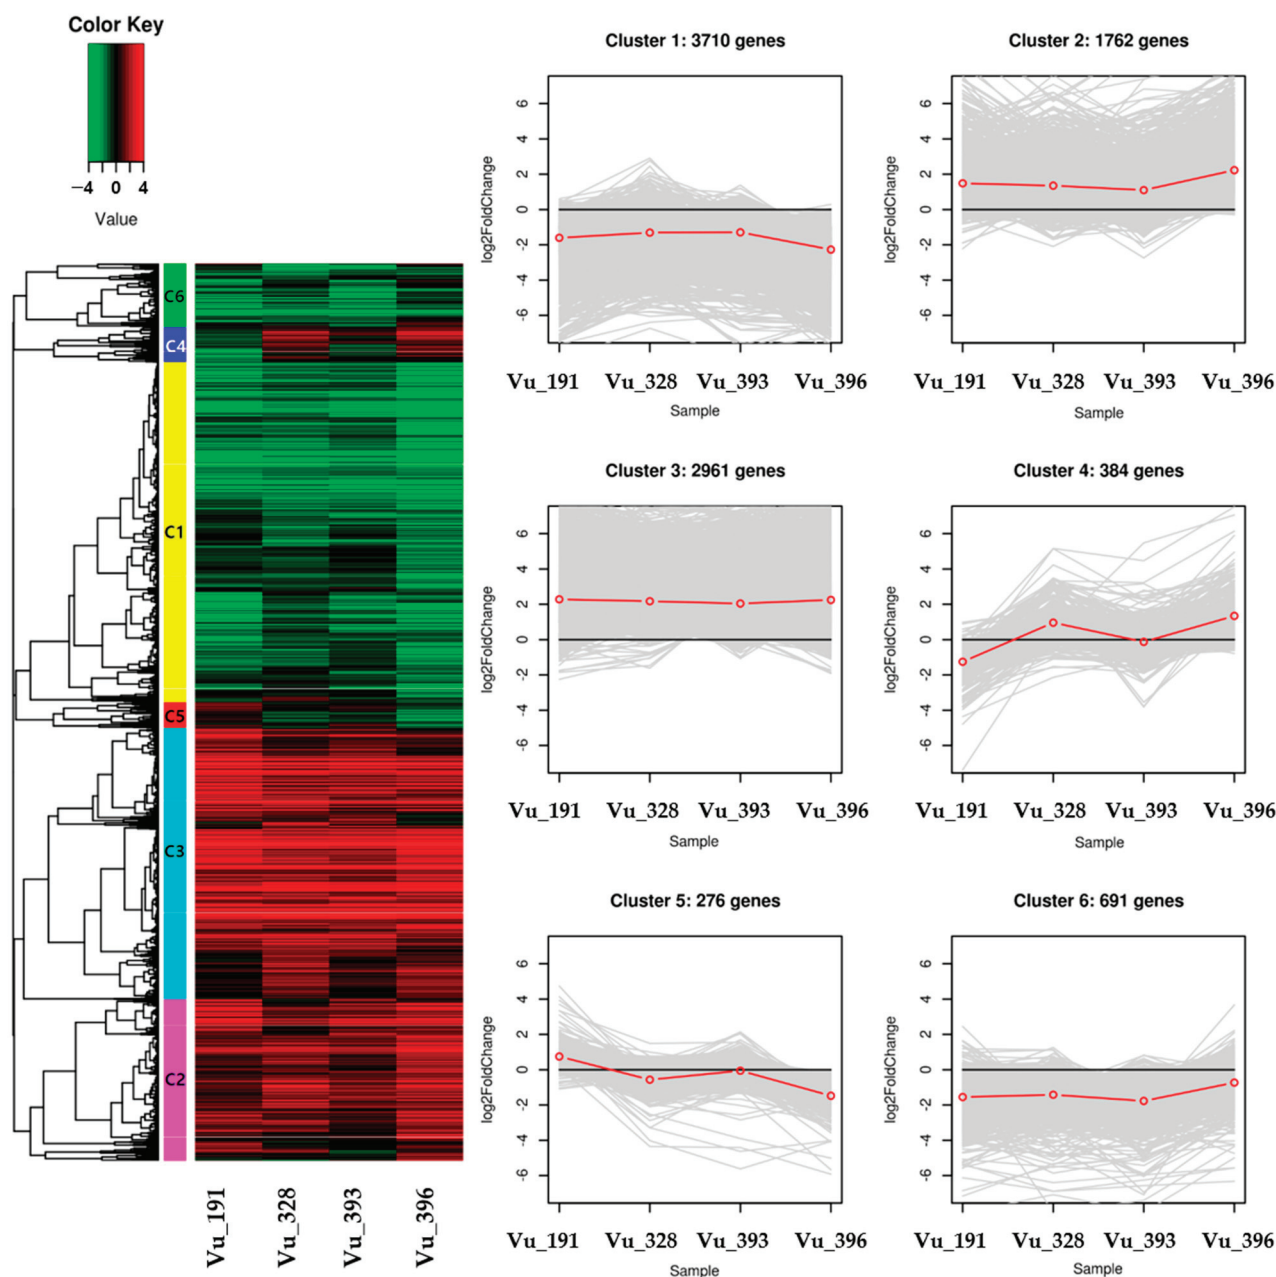 Color Key
−4 0 4
Value
C6
C4
C1
C5
C3
C2
Vu_191
Vu_328
Vu_393
Vu_396
Cluster 1: 3710 genes
log2FoldChange
6
4
2
0
-2
-4
-6
Vu_191 Vu_328 Vu_393 Vu_396
Sample
Cluster 2: 1762 genes
log2FoldChange
6
4
2
0
-2
-4
-6
Vu_191 Vu_328 Vu_393 Vu_396
Sample
Cluster 3: 2961 genes
log2FoldChange
6
4
2
0
-2
-4
-6
Vu_191 Vu_328 Vu_393 Vu_396
Sample
Cluster 4: 384 genes
log2FoldChange
6
4
2
0
-2
-4
-6
Vu_191 Vu_328 Vu_393 Vu_396
Sample
Cluster 5: 276 genes
log2FoldChange
6
4
2
0
-2
-4
-6
Vu_191 Vu_328 Vu_393 Vu_396
Sample
Cluster 6: 691 genes
log2FoldChange
6
4
2
0
-2
-4
-6
Vu_191 Vu_328 Vu_393 Vu_396
Sample